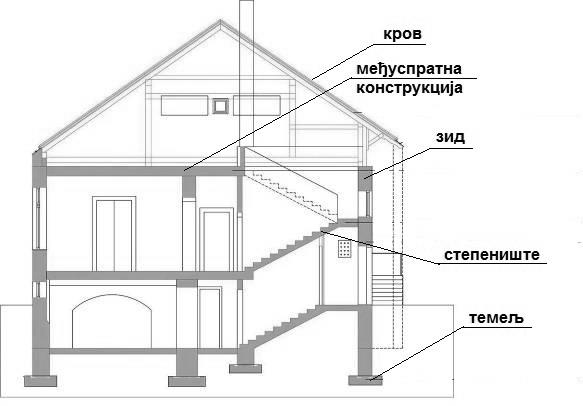 кров
међуспратна
конструкција
зид
степениште
темељ